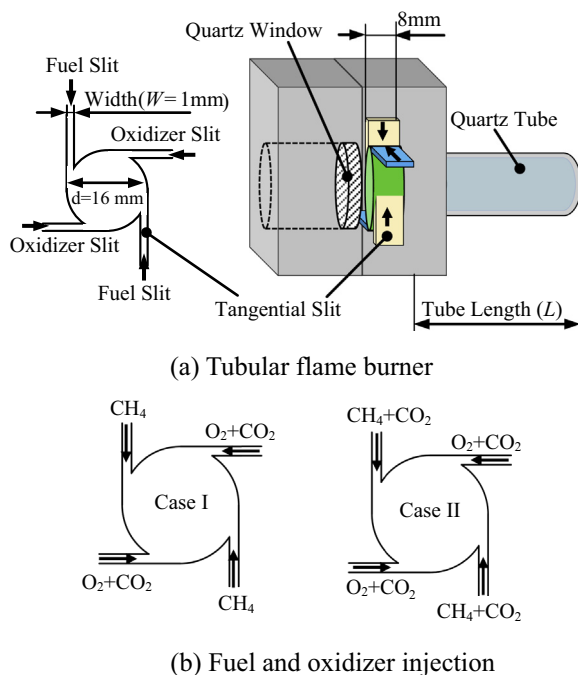 Quartz Window
8mm
Fuel Slit
Width(W=1mm)
Oxidizer Slit
Quartz Tube
d=16 mm
Oxidizer Slit
Fuel Slit
Tangential Slit
Tube Length (L)
(a) Tubular flame burner
CH4
O2+CO2
Case I
O2+CO2
CH4
CH4+CO2
O2+CO2
Case II
O2+CO2
CH4+CO2
(b) Fuel and oxidizer injection